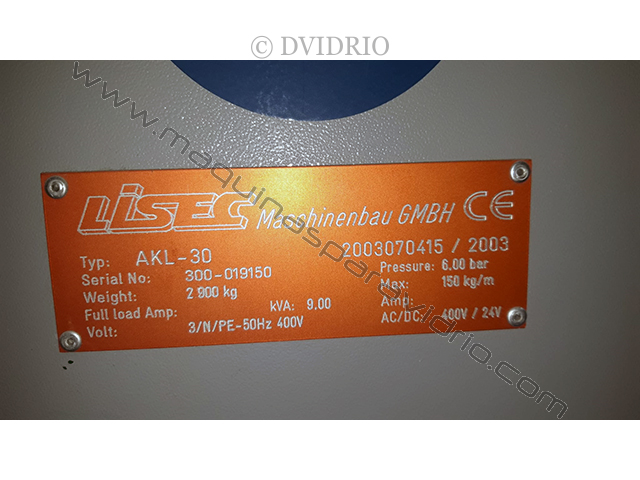 © DVIDRIO
www.maquinasparavidrio.com
LiSEC Maschinenbau GMBH CE
Typ: AKL-30 2003070415 / 2003
Serial No: 300-019150 Pressure: 6.00 bar
Weight: 2 900 kg Max: 150 kg/m
Full load Amp: kVA: 9.00 Amp:
Volt: 3/N/PE-50Hz 400V AC/DC: 400V / 24V